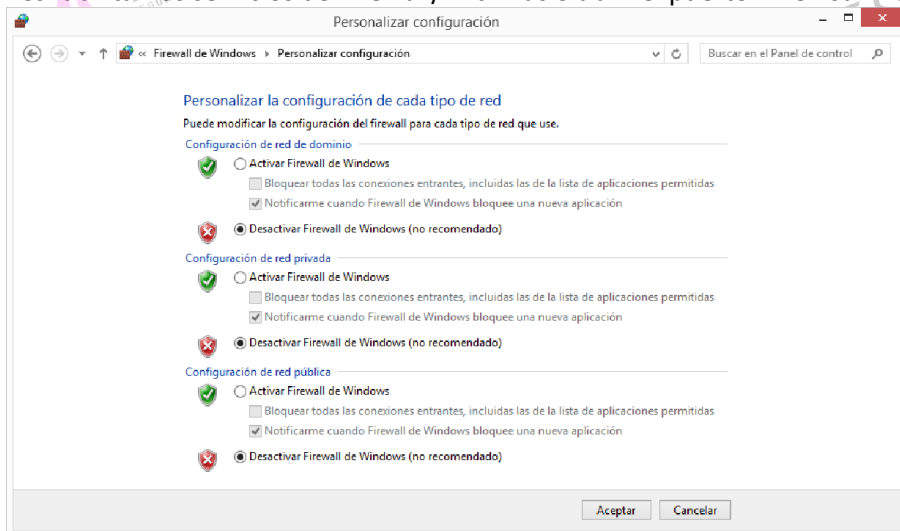 Personalizar configuración
« Firewall de Windows ▸ Personalizar configuración
Buscar en el Panel de control
Personalizar la configuración de cada tipo de red
Puede modificar la configuración del firewall para cada tipo de red que use.
Configuración de red de dominio
Activar Firewall de Windows
Bloquear todas las conexiones entrantes, incluidas las de la lista de aplicaciones permitidas
Notificarme cuando Firewall de Windows bloquee una nueva aplicación
Desactivar Firewall de Windows (no recomendado)
Configuración de red privada
Activar Firewall de Windows
Bloquear todas las conexiones entrantes, incluidas las de la lista de aplicaciones permitidas
Notificarme cuando Firewall de Windows bloquee una nueva aplicación
Desactivar Firewall de Windows (no recomendado)
Configuración de red pública
Activar Firewall de Windows
Bloquear todas las conexiones entrantes, incluidas las de la lista de aplicaciones permitidas
Notificarme cuando Firewall de Windows bloquee una nueva aplicación
Desactivar Firewall de Windows (no recomendado)
Aceptar Cancelar